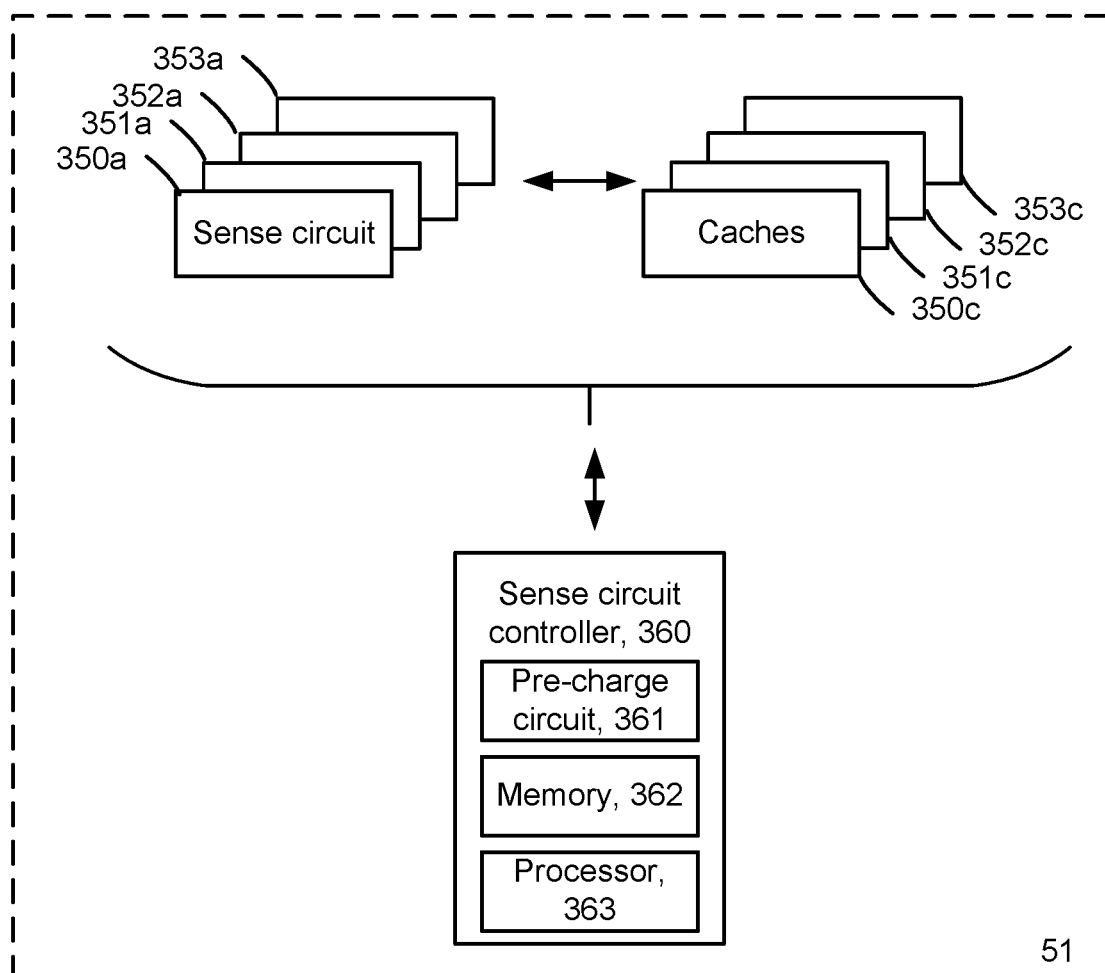 353a
352a
351a
350a
Sense circuit
Caches
353c
352c
351c
350c
Sense circuit
controller, 360
Pre-charge
circuit, 361
Memory, 362
Processor,
363
51